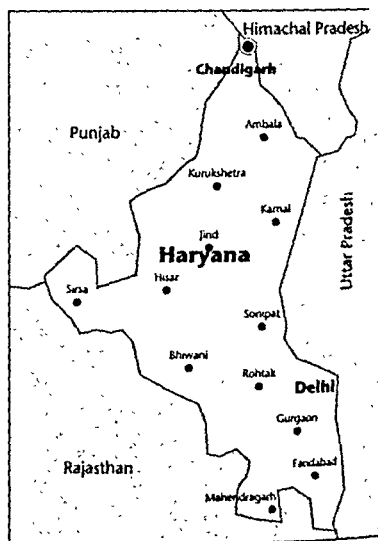 Himachal Pradesh
Chandigarh
Punjab
Ambala
Kurukshetra
Karnal
Jind
Haryana
Uttar Pradesh
Hisar
Sirsa
Sonipat
Bhiwani
Rohtak
Delhi
Gurgaon
Faridabad
Rajasthan
Mahendragarh